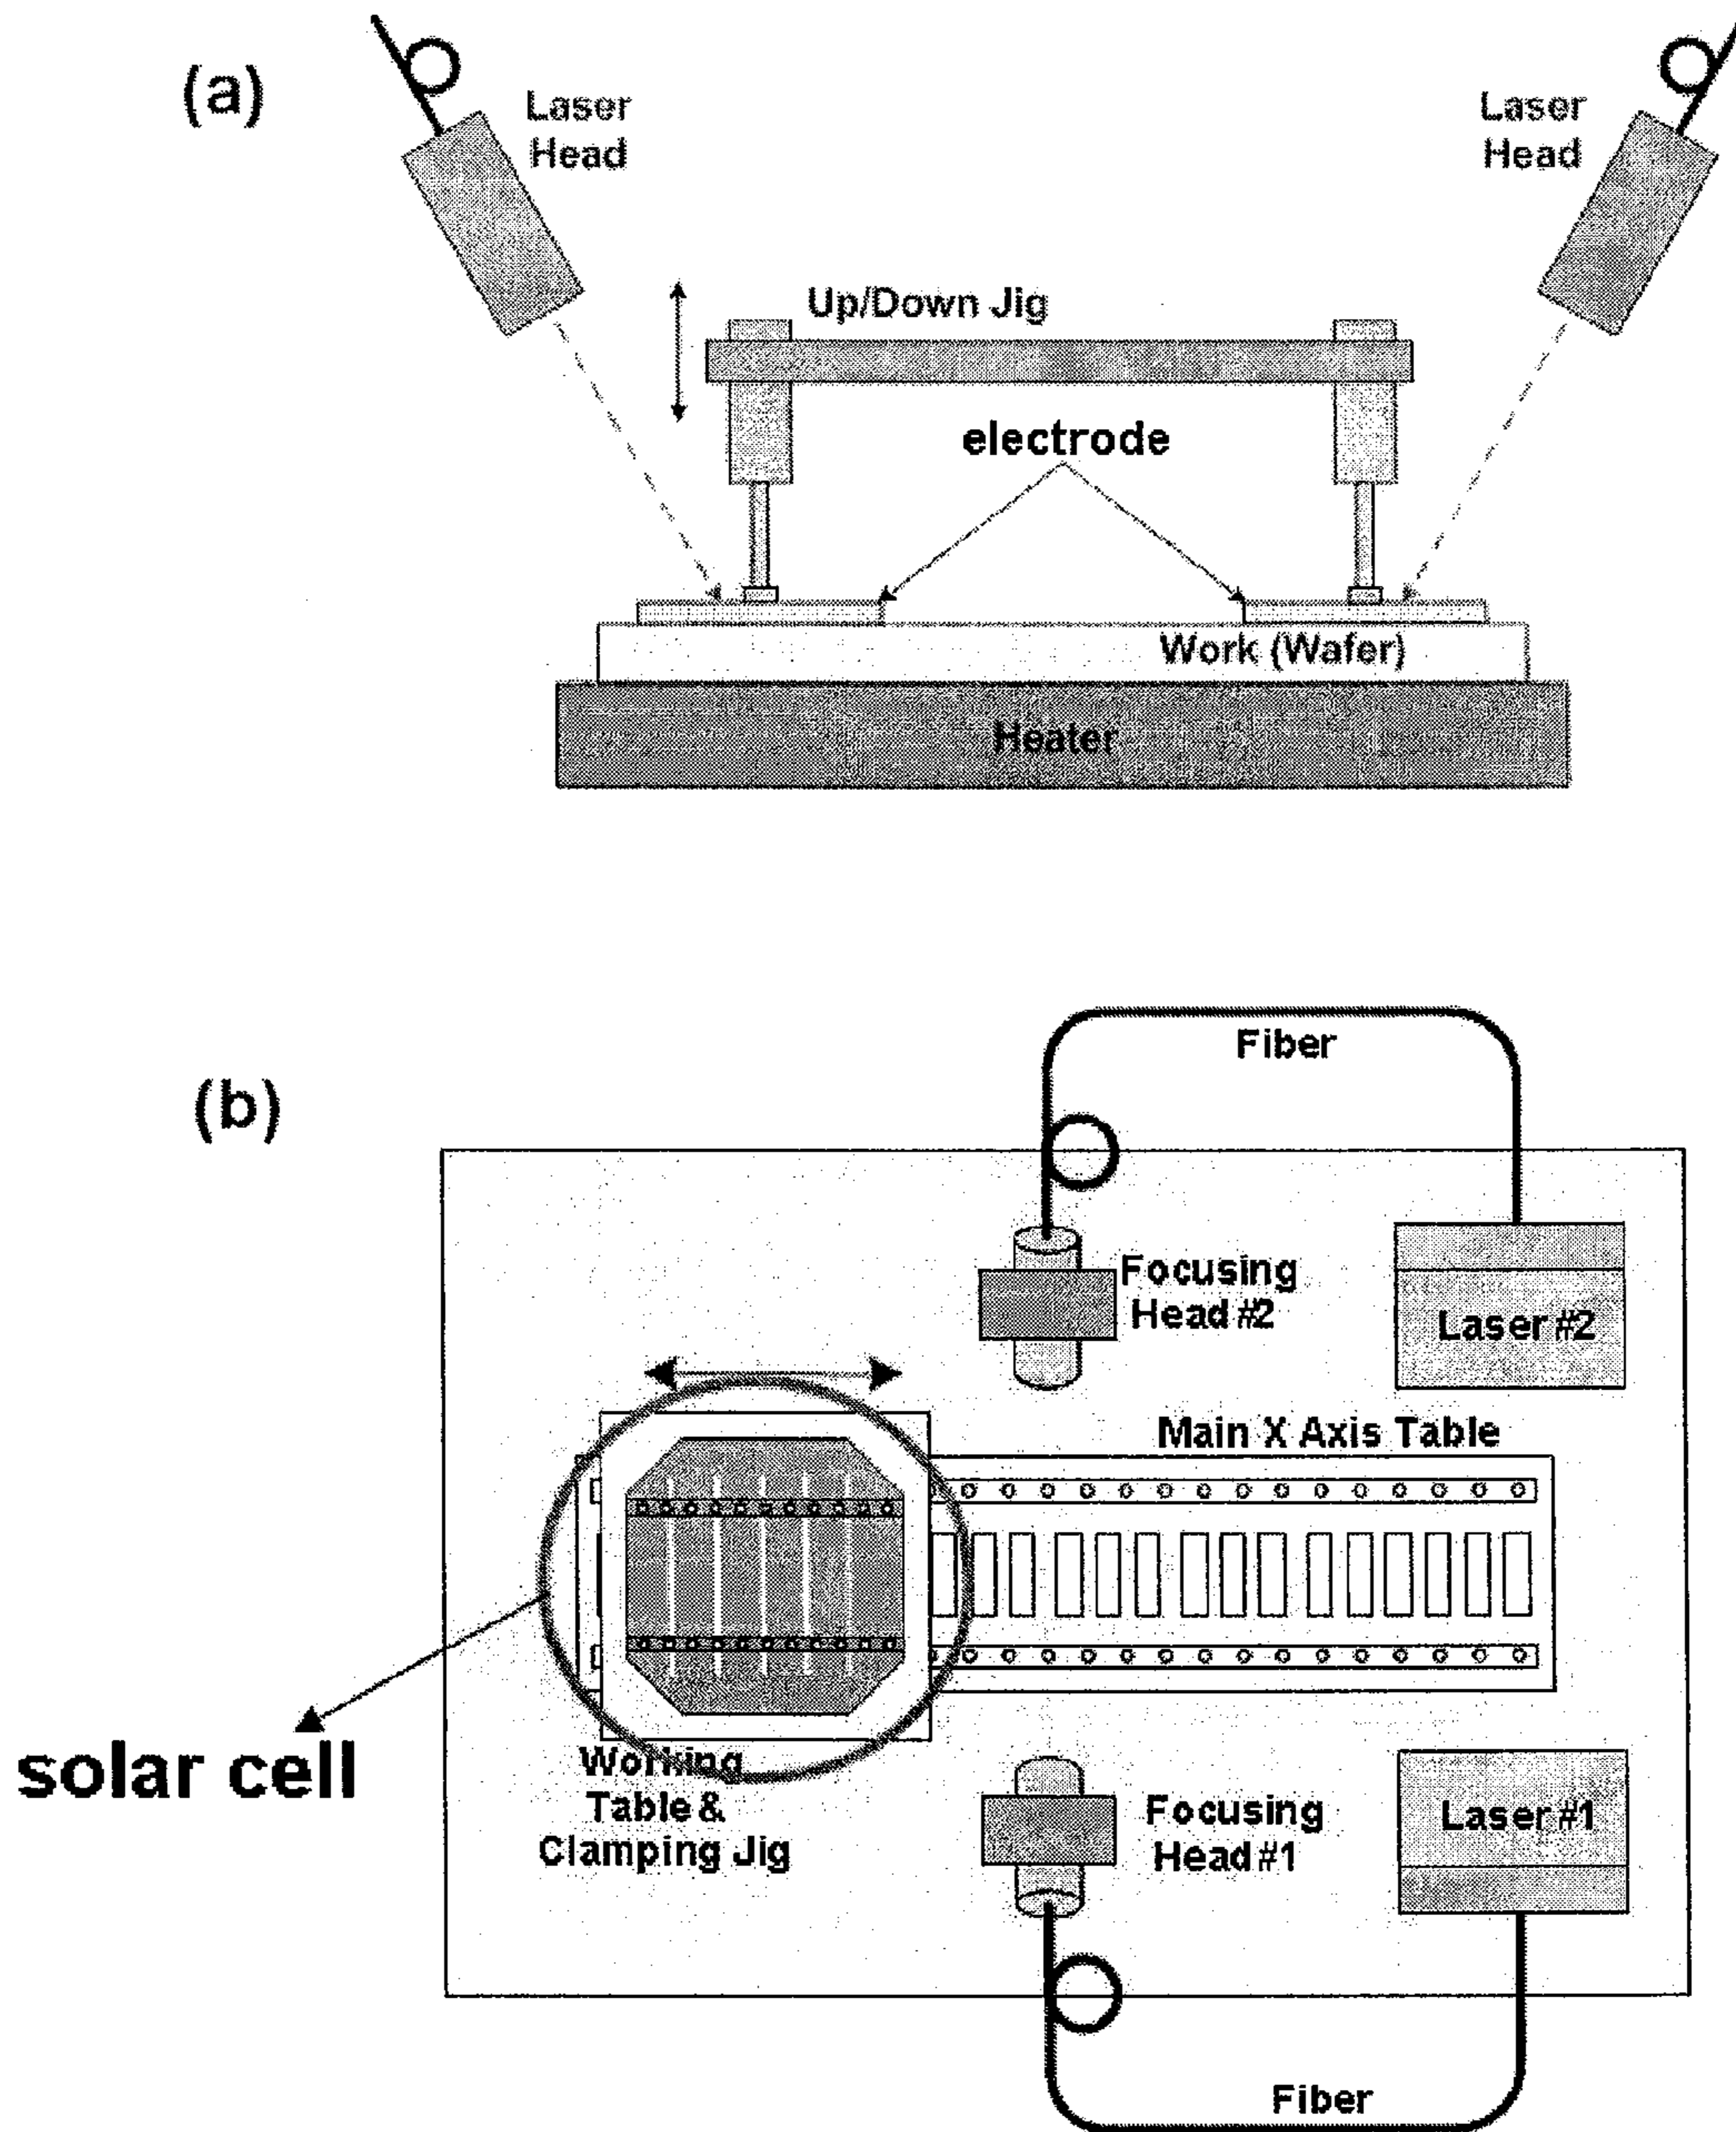 (a)
Laser
Head
Laser
Head
Up/Down Jig
electrode
Work (Wafer)
Heater
(b)
Fiber
Focusing
Head #2
Laser #2
Main X Axis Table
solar cell
Working
Table &
Clamping Jig
Focusing
Head #1
Laser #1
Fiber